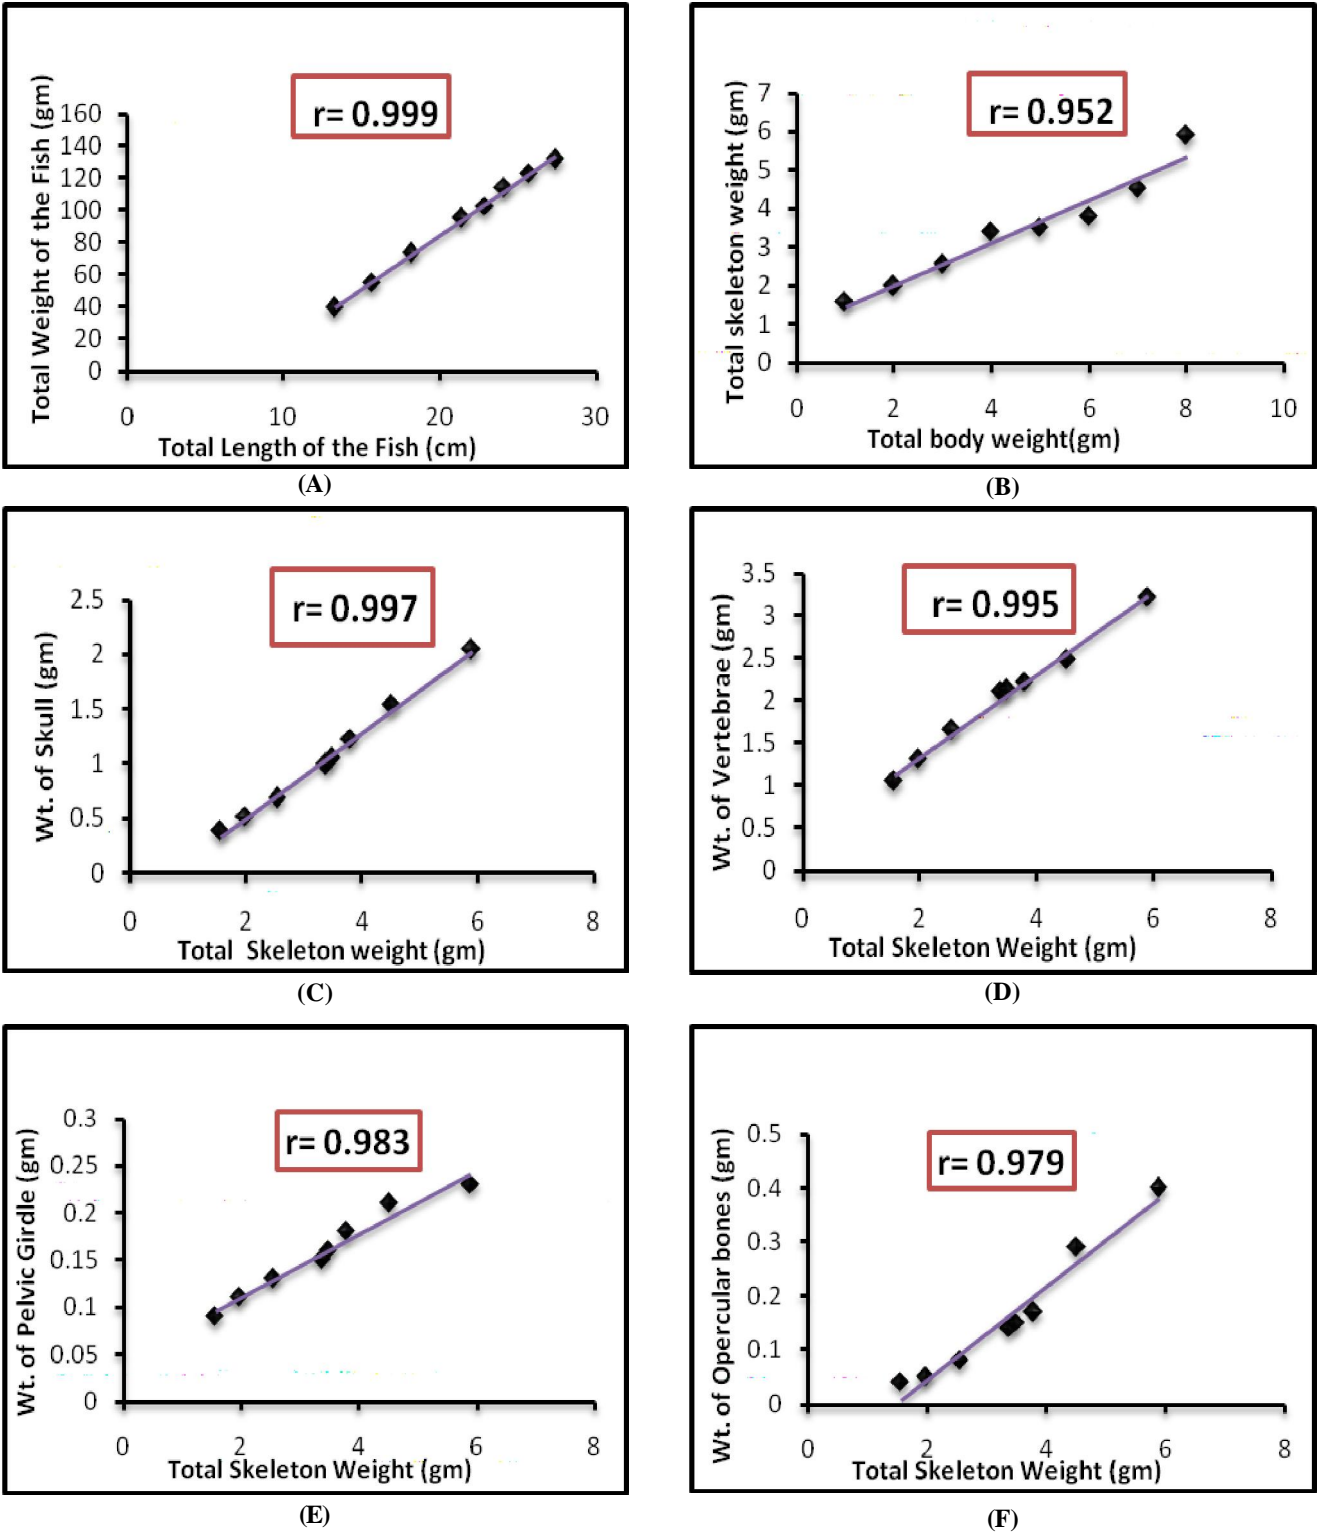 r= 0.999
Total Weight of the Fish (gm)
160
140
120
100
80
60
40
20
0
0 10 20 30
Total Length of the Fish (cm)
(A)
r= 0.952
Total skeleton weight (gm)
7
6
5
4
3
2
1
0
0 2 4 6 8 10
Total body weight(gm)
(B)
r= 0.997
Wt. of Skull (gm)
2.5
2
1.5
1
0.5
0
0 2 4 6 8
Total Skeleton weight (gm)
(C)
r= 0.995
Wt. of Vertebrae (gm)
3.5
3
2.5
2
1.5
1
0.5
0
0 2 4 6 8
Total Skeleton Weight (gm)
(D)
r= 0.983
Wt. of Pelvic Girdle (gm)
0.3
0.25
0.2
0.15
0.1
0.05
0
0 2 4 6 8
Total Skeleton Weight (gm)
(E)
r= 0.979
Wt. of Opercular bones (gm)
0.5
0.4
0.3
0.2
0.1
0
0 2 4 6 8
Total Skeleton Weight (gm)
(F)